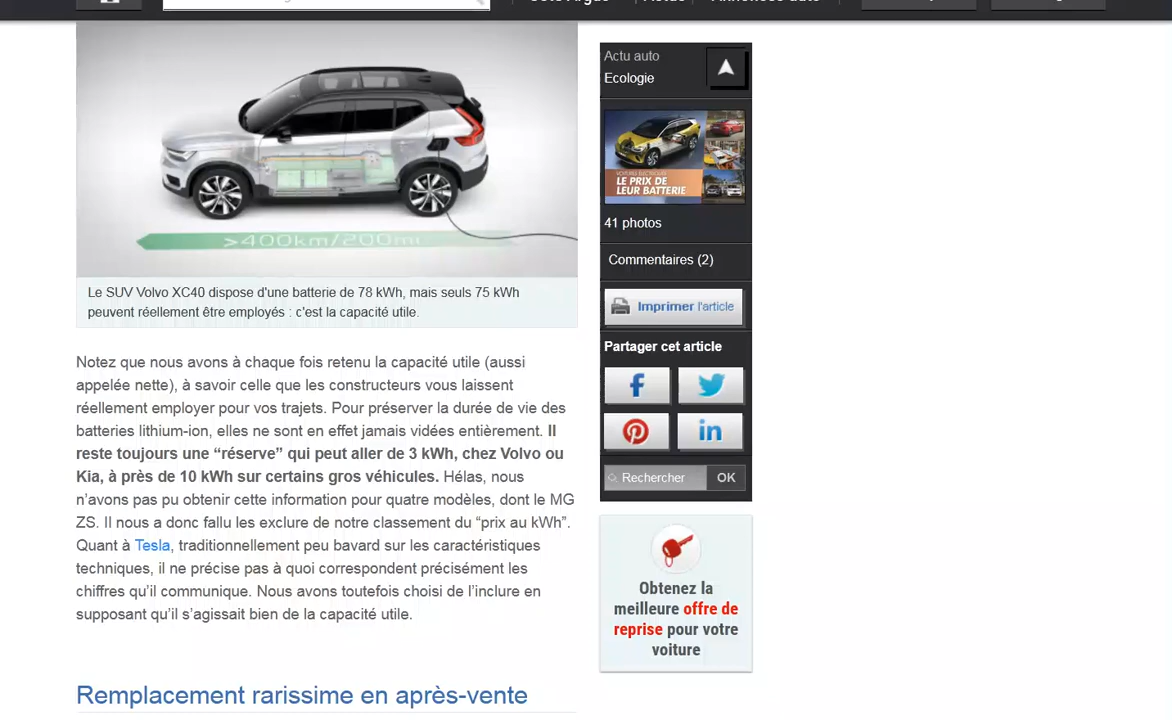 Actu auto
Ecologie
LE PRIX DE
LEUR BATTERIE
41 photos
Commentaires (2)
Imprimer l'article
Partager cet article
Rechercher
OK
Obtenez la
meilleure offre de
reprise pour votre
voiture
>400km/200mi
Le SUV Volvo XC40 dispose d'une batterie de 78 kWh, mais seuls 75 kWh
peuvent réellement être employés : c'est la capacité utile.
Notez que nous avons à chaque fois retenu la capacité utile (aussi
appelée nette), à savoir celle que les constructeurs vous laissent
réellement employer pour vos trajets. Pour préserver la durée de vie des
batteries lithium-ion, elles ne sont en effet jamais vidées entièrement. Il
reste toujours une “réserve” qui peut aller de 3 kWh, chez Volvo ou
Kia, à près de 10 kWh sur certains gros véhicules. Hélas, nous
n’avons pas pu obtenir cette information pour quatre modèles, dont le MG
ZS. Il nous a donc fallu les exclure de notre classement du “prix au kWh”.
Quant à Tesla, traditionnellement peu bavard sur les caractéristiques
techniques, il ne précise pas à quoi correspondent précisément les
chiffres qu’il communique. Nous avons toutefois choisi de l’inclure en
supposant qu’il s’agissait bien de la capacité utile.
Remplacement rarissime en après-vente